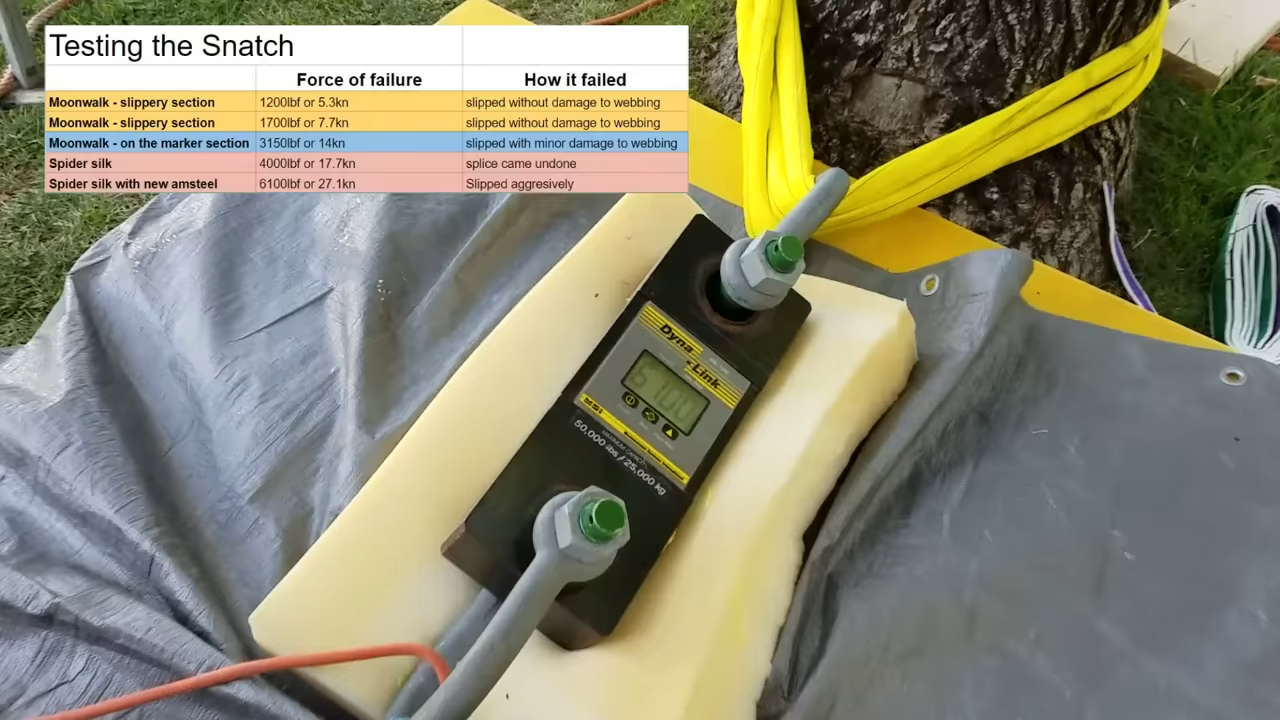 Testing the Snatch
Force of failure How it failed
Moonwalk - slippery section 1200lbf or 5.3kn slipped without damage to webbing
Moonwalk - slippery section 1700lbf or 7.7kn slipped without damage to webbing
Moonwalk - on the marker section 3150lbf or 14kn slipped with minor damage to webbing
Spider silk 4000lbf or 17.7kn splice came undone
Spider silk with new amsteel 6100lbf or 27.1kn Slipped aggresively
Dyna
-Link
6100
MSI
MAXIMUM CAPACITY
50,000 lbs / 25,000 kg